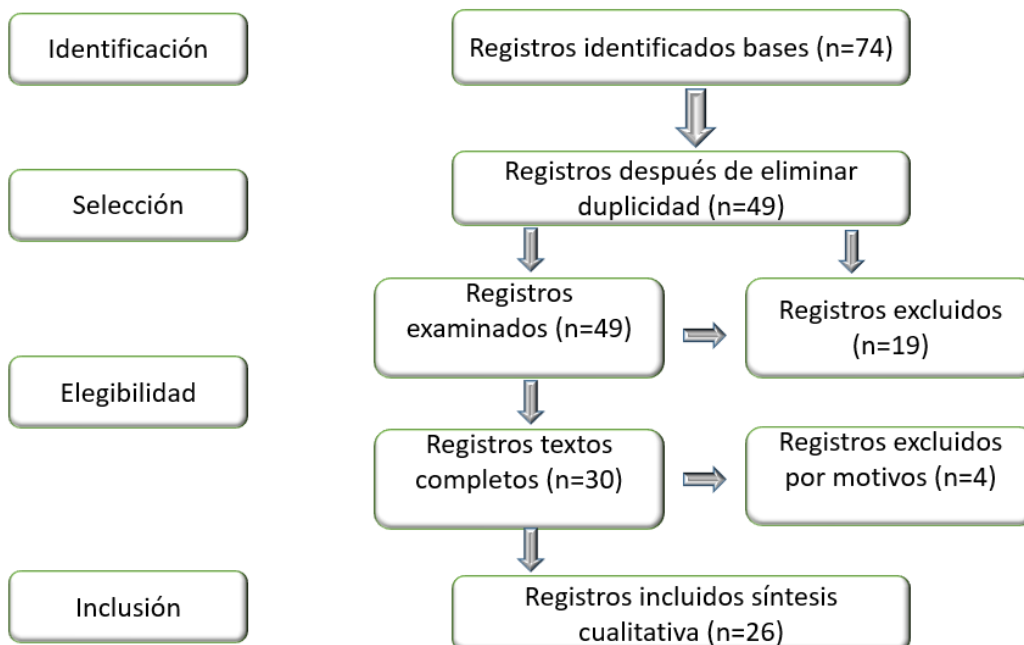 Identificación
Registros identificados bases (n=74)
Selección
Registros después de eliminar
duplicidad (n=49)
Registros
examinados (n=49)
Registros excluidos
(n=19)
Elegibilidad
Registros textos
completos (n=30)
Registros excluidos
por motivos (n=4)
Inclusión
Registros incluidos síntesis
cualitativa (n=26)